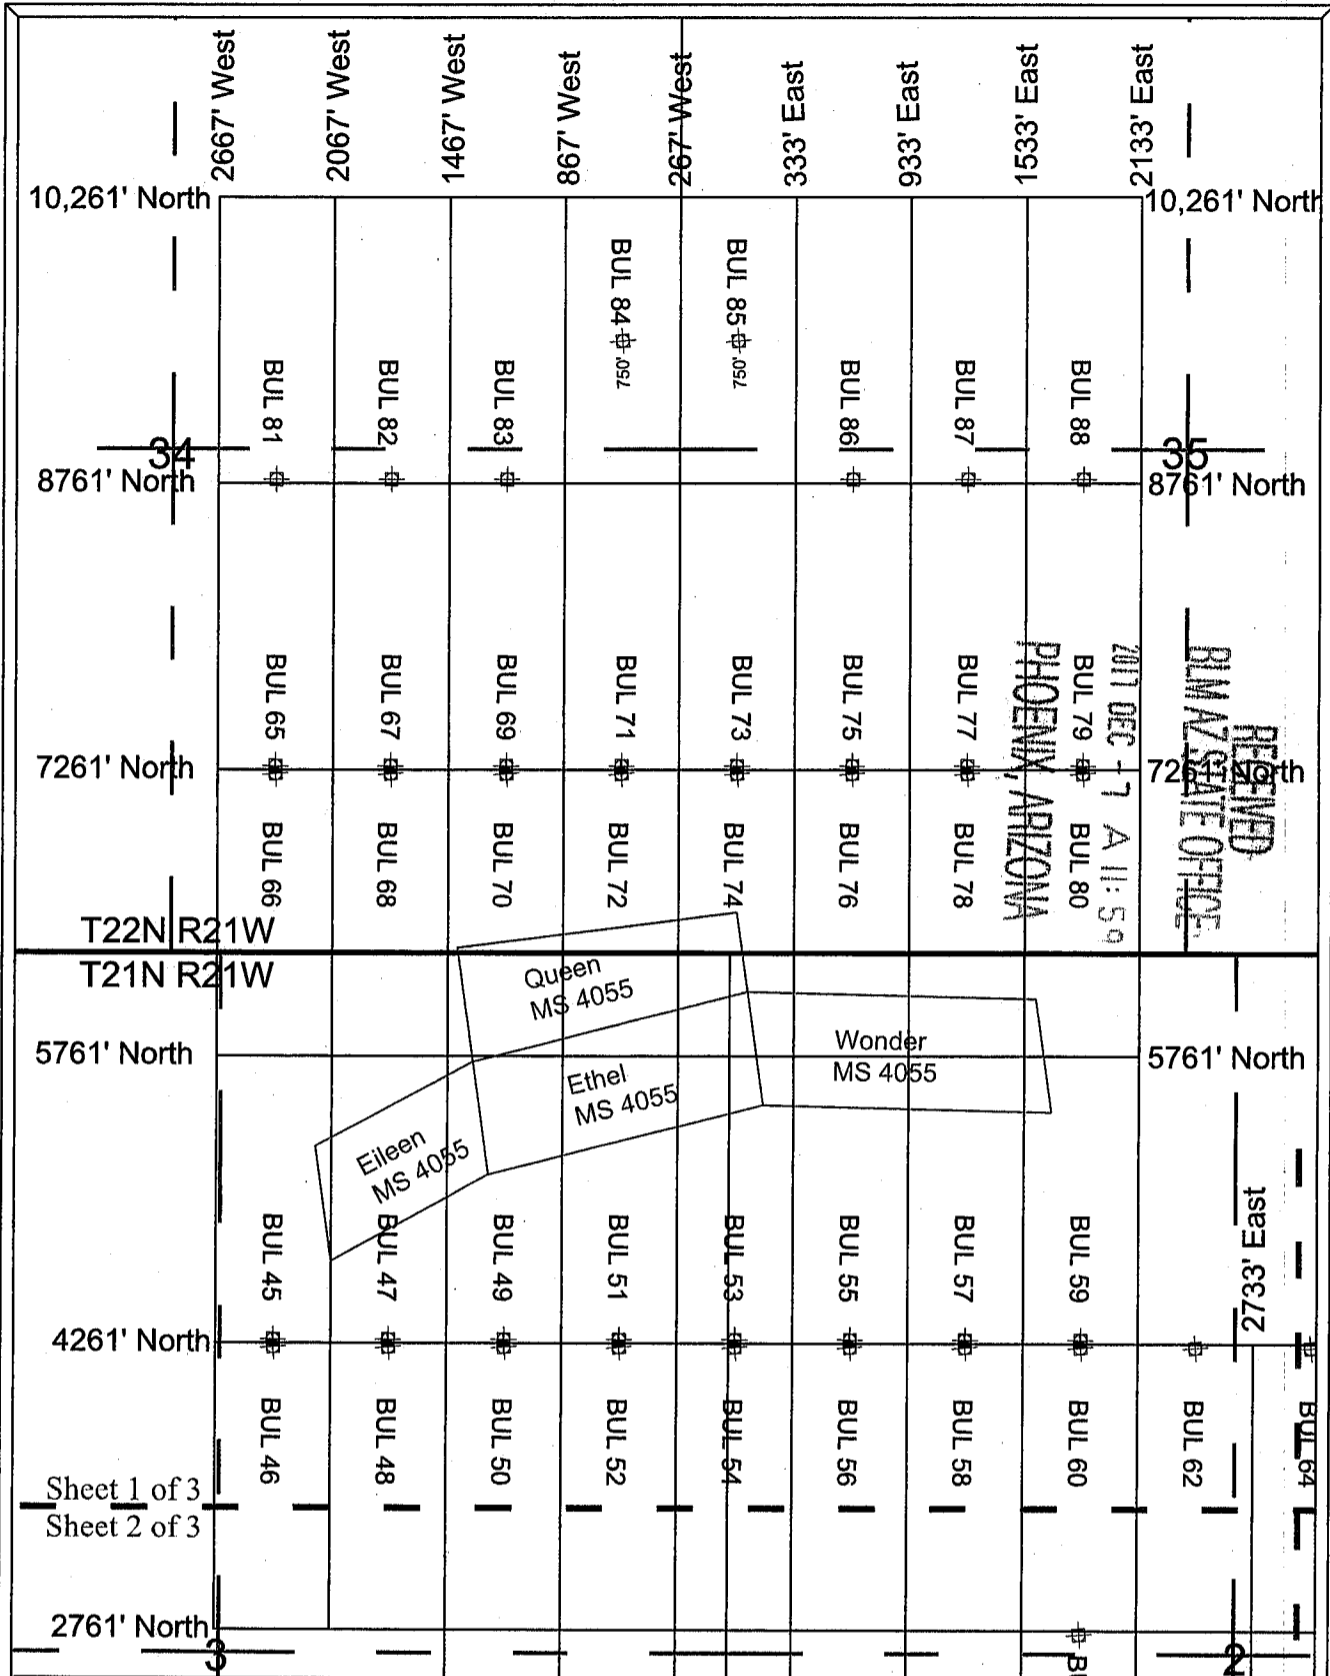 2667' West
2067' West
1467' West
867' West
267' West
333' East
933' East
1533' East
2133' East
10,261' North
10,261' North
BUL 84
750'
BUL 85
750'
BUL 81
BUL 82
BUL 83
BUL 86
BUL 87
BUL 88
34
35
8761' North
8761' North
BUL 65
BUL 67
BUL 69
BUL 71
BUL 73
BUL 75
BUL 77
BUL 79
RECEIVED
BLM AZ STATE OFFICE
2017 DEC -7 A 11:59
PHOENIX, ARIZONA
7261' North
7261' North
BUL 66
BUL 68
BUL 70
BUL 72
BUL 74
BUL 76
BUL 78
BUL 80
T22N R21W
T21N R21W
Queen
MS 4055
Wonder
MS 4055
5761' North
5761' North
Ethel
MS 4055
Eileen
MS 4055
BUL 45
BUL 47
BUL 49
BUL 51
BUL 53
BUL 55
BUL 57
BUL 59
2733' East
4261' North
BUL 46
BUL 48
BUL 50
BUL 52
BUL 54
BUL 56
BUL 58
BUL 60
BUL 62
BUL 64
Sheet 1 of 3
Sheet 2 of 3
2761' North
3
2